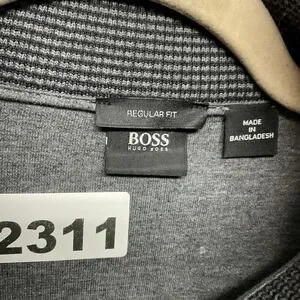 REGULAR FIT
BOSS
HUGO BOSS
MADE
IN
BANGLADESH
2311